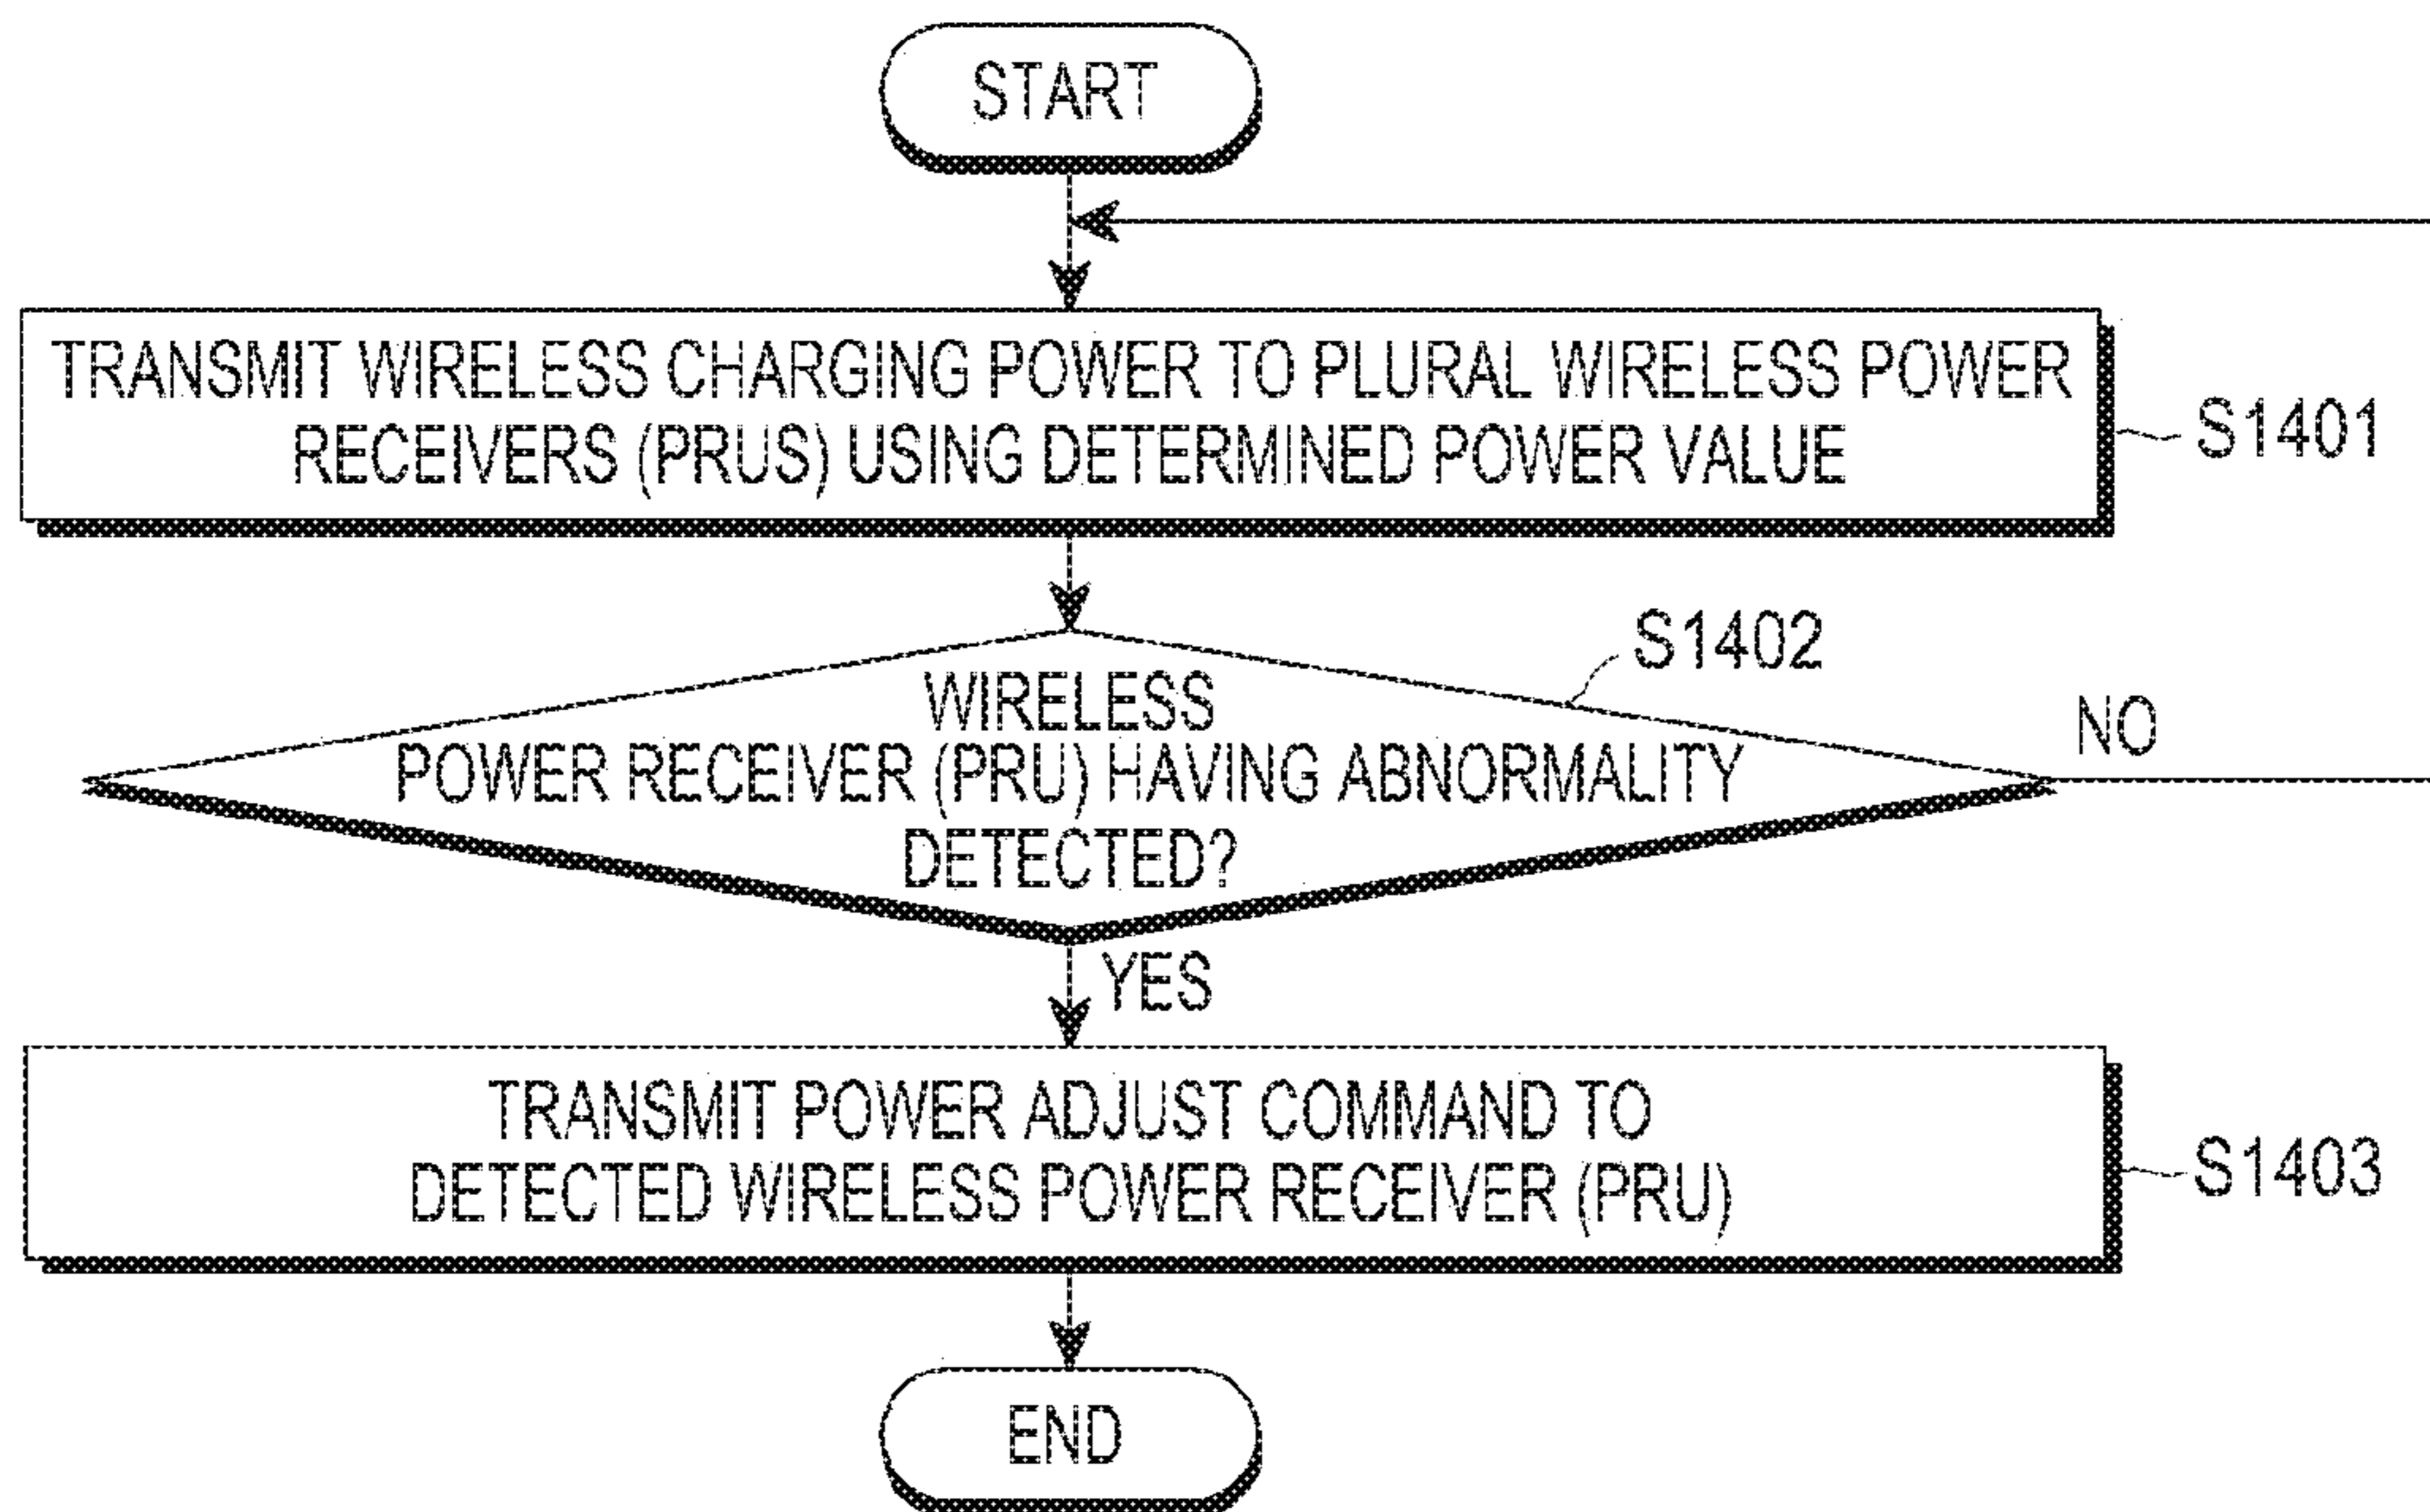 START
TRANSMIT WIRELESS CHARGING POWER TO PLURAL WIRELESS POWER
RECEIVERS (PRUS) USING DETERMINED POWER VALUE
S1401
S1402
WIRELESS
POWER RECEIVER (PRU) HAVING ABNORMALITY
DETECTED?
NO
YES
TRANSMIT POWER ADJUST COMMAND TO
DETECTED WIRELESS POWER RECEIVER (PRU)
S1403
END